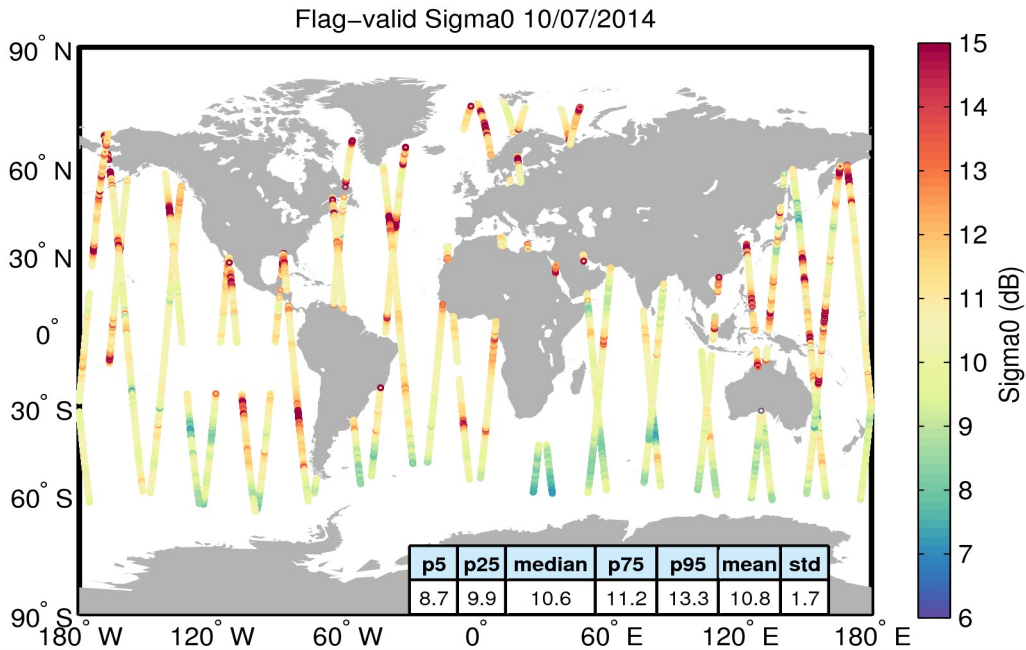 Flag−valid Sigma0 10/07/2014
90° N
60° N
30° N
0°
30° S
60° S
90° S
180° W
120° W
60° W
0°
60° E
120° E
180° E
p5 p25 median p75 p95 mean std
8.7 9.9 10.6 11.2 13.3 10.8 1.7
15
14
13
12
11
10
9
8
7
6
Sigma0 (dB)